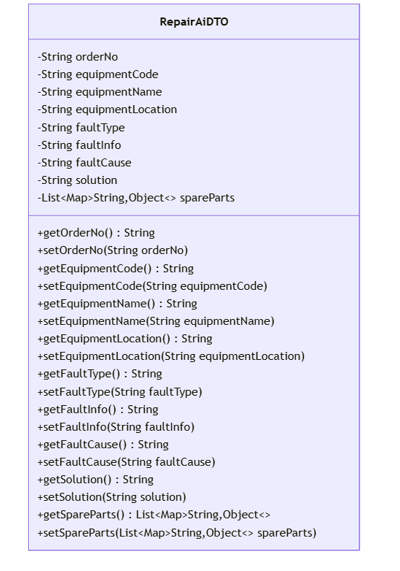 RepairAiDTO
-String orderNo
-String equipmentCode
-String equipmentName
-String equipmentLocation
-String faultType
-String faultInfo
-String faultCause
-String solution
-List<Map>String,Object<> spareParts
+getOrderNo() : String
+setOrderNo(String orderNo)
+getEquipmentCode() : String
+setEquipmentCode(String equipmentCode)
+getEquipmentName() : String
+setEquipmentName(String equipmentName)
+getEquipmentLocation() : String
+setEquipmentLocation(String equipmentLocation)
+getFaultType() : String
+setFaultType(String faultType)
+getFaultInfo() : String
+setFaultInfo(String faultInfo)
+getFaultCause() : String
+setFaultCause(String faultCause)
+getSolution() : String
+setSolution(String solution)
+getSpareParts() : List<Map>String,Object<>
+setSpareParts(List<Map>String,Object<> spareParts)